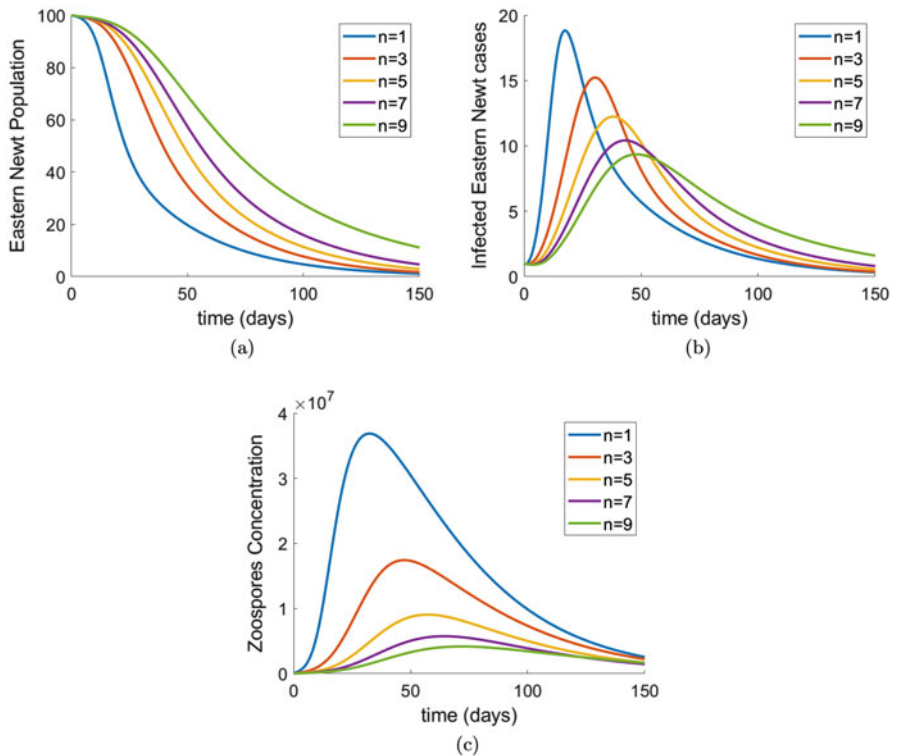 100
80
60
40
20
0
Eastern Newt Population
0 50 100 150
time (days)
n=1
n=3
n=5
n=7
n=9
(a)
20
15
10
5
0
Infected Eastern Newt cases
0 50 100 150
time (days)
n=1
n=3
n=5
n=7
n=9
(b)
×10⁷
4
3
2
1
0
Zoospores Concentration
0 50 100 150
time (days)
n=1
n=3
n=5
n=7
n=9
(c)